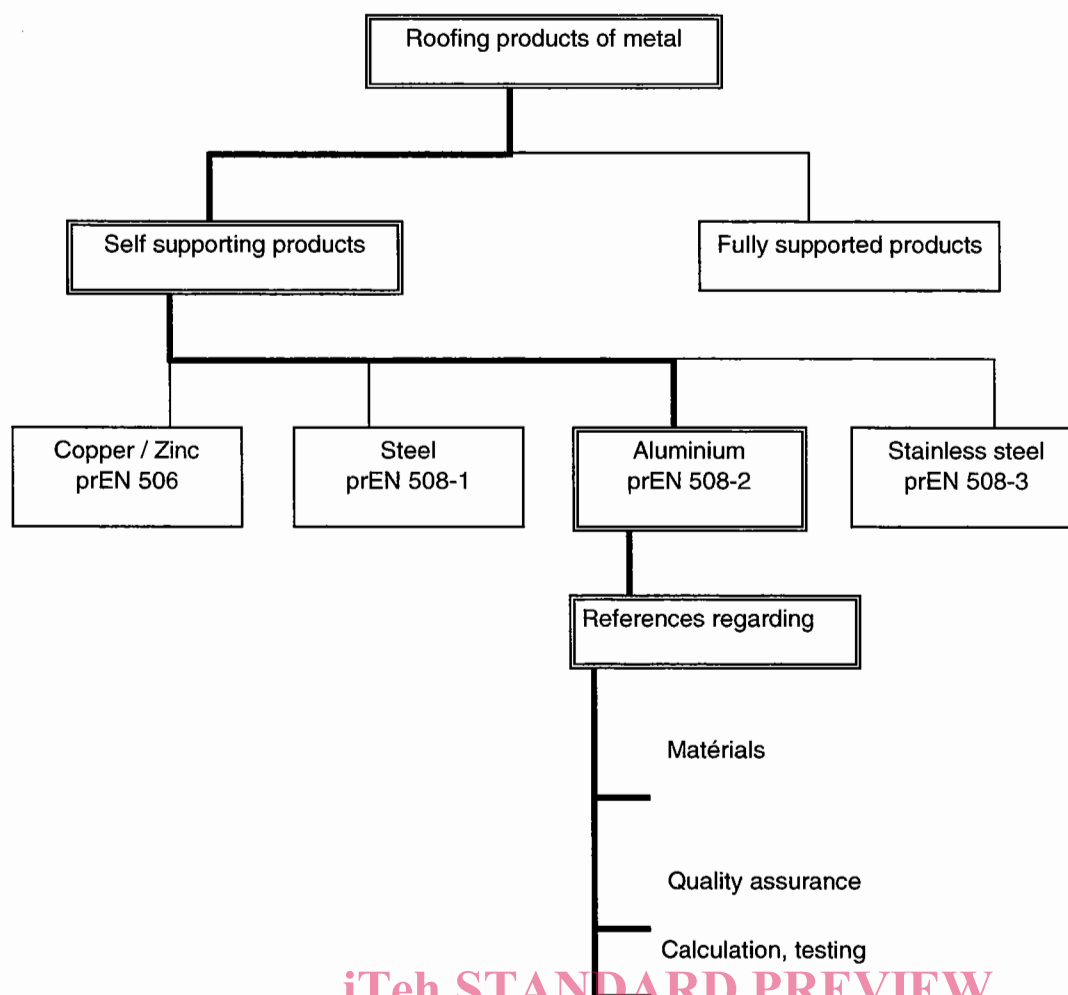 Roofing products of metal
Self supporting products
Fully supported products
Copper / Zinc
prEN 506
Steel
prEN 508-1
Aluminium
prEN 508-2
Stainless steel
prEN 508-3
References regarding
Matérials
Quality assurance
Calculation, testing
iTeh STANDARD PREVIEW